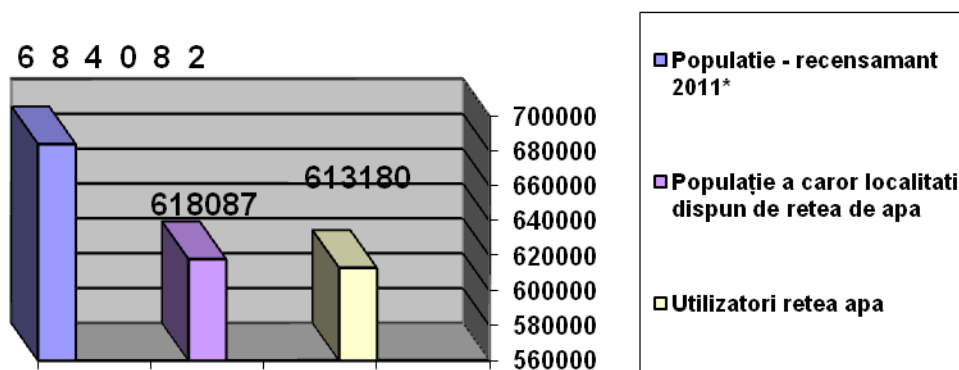 6 8 4 0 8 2
618087
613180
700000
680000
660000
640000
620000
600000
580000
560000
Populatie - recensamant
2011*
Populație a caror localitati
dispun de retea de apa
Utilizatori retea apa